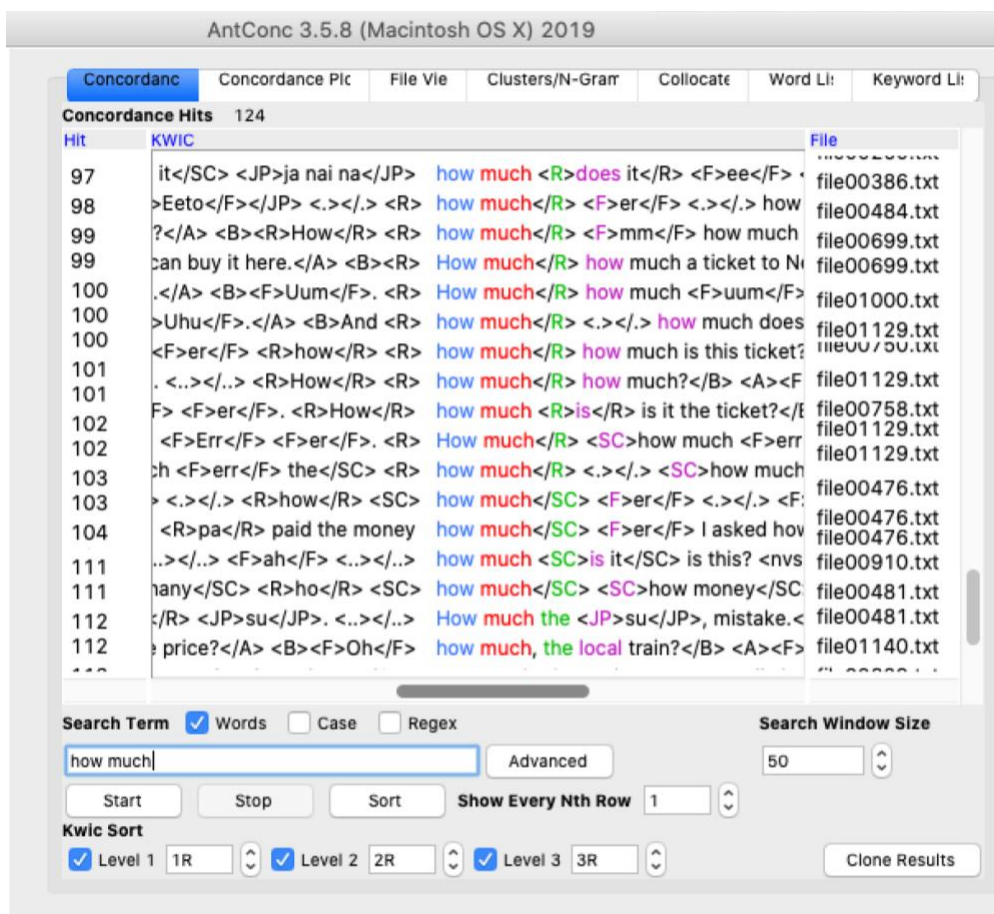 AntConc 3.5.8 (Macintosh OS X) 2019
Concordanc Concordance Plc File Vie Clusters/N-Gram Collocate Word Li: Keyword Li:
Concordance Hits 124
Hit KWIC File
97 it</SC> <JP>ja nai na</JP> how much <R>does it</R> <F>ee</F> < file00386.txt
98 >Eeto</F></JP> <.></.> <R> how much</R> <F>er</F> <.></.> how file00484.txt
99 ?</A> <B><R>How</R> <R> how much</R> <F>mm</F> how much file00699.txt
99 can buy it here.</A> <B><R> How much</R> how much a ticket to Ne file00699.txt
100 .</A> <B><F>Uum</F>. <R> How much</R> how much <F>uum</F> file01000.txt
100 >Uhu</F>.</A> <B>And <R> how much</R> <.></.> how much does file01129.txt
100 <F>er</F> <R>how</R> <R> how much</R> how much is this ticket? file00750.txt
101 . <..></..> <R>How</R> <R> how much</R> how much?</B> <A><F file01129.txt
101 F> <F>er</F>. <R>How</R> how much <R>is</R> is it the ticket?</B file00758.txt
102 <F>Err</F> <F>er</F>. <R> How much</R> <SC>how much <F>err file01129.txt
102 ch <F>err</F> the</SC> <R> how much</R> <.></.> <SC>how much file01129.txt
103 > <.></.> <R>how</R> <SC> how much</SC> <F>er</F> <.></.> <F: file00476.txt
103 <R>pa</R> paid the money how much</SC> <F>er</F> I asked how file00476.txt
104 ..></..> <F>ah</F> <..></..> how much <SC>is it</SC> is this? <nvs file00476.txt
111 many</SC> <R>ho</R> <SC> how much</SC> <SC>how money</SC file00910.txt
111 </R> <JP>su</JP>. <..></..> How much the <JP>su</JP>, mistake.< file00481.txt
112 price?</A> <B><F>Oh</F> how much, the local train?</B> <A><F> file00481.txt
112 file01140.txt
Search Term Words Case Regex Search Window Size
how much Advanced 50
Start Stop Sort Show Every Nth Row 1
Kwic Sort
Level 1 1R Level 2 2R Level 3 3R Clone Results